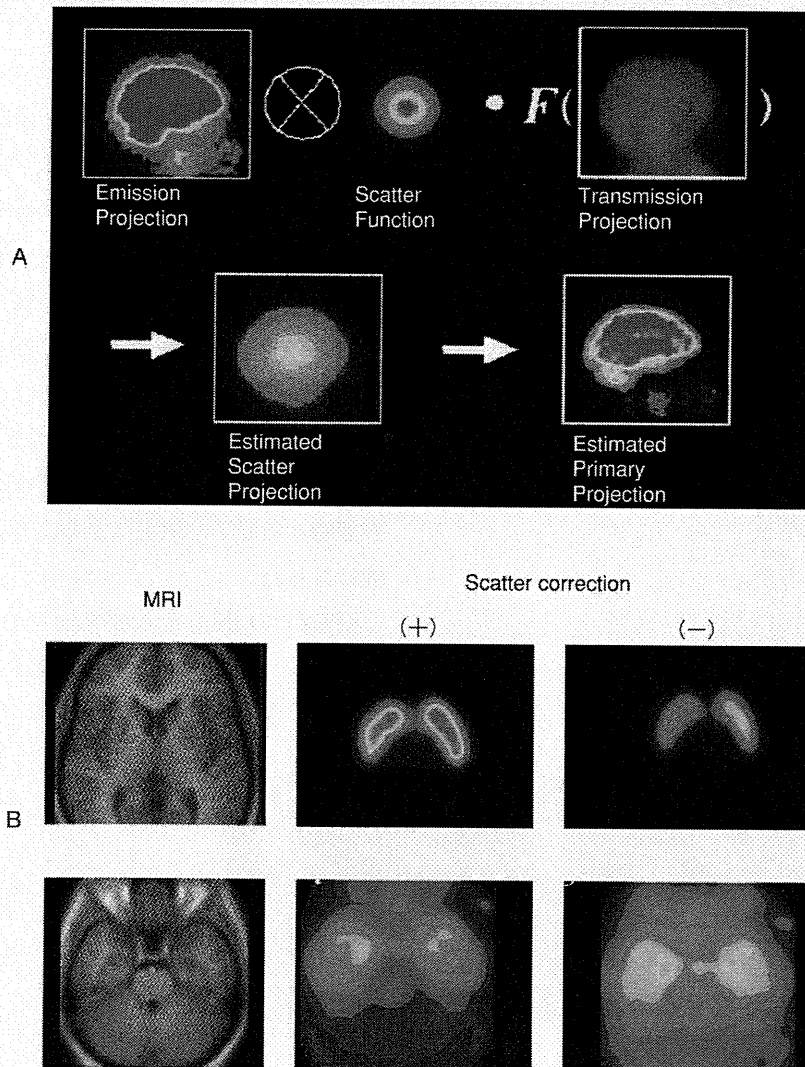 A
• F( )
Emission
Projection
Scatter
Function
Transmission
Projection
Estimated
Scatter
Projection
Estimated
Primary
Projection
B
MRI
Scatter correction
(+)
(−)